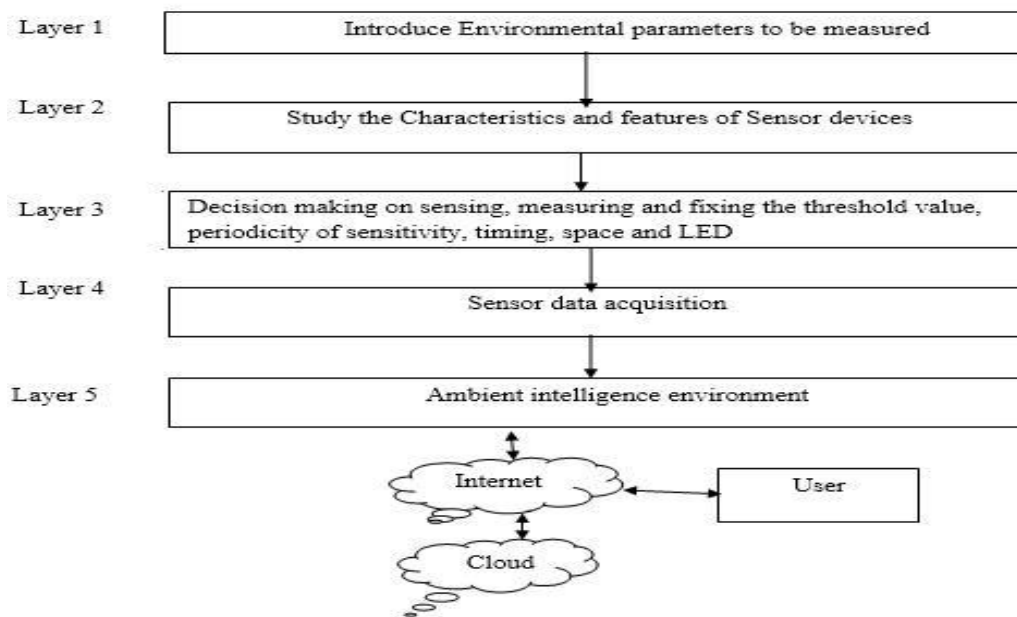 Layer 1
Introduce Environmental parameters to be measured
Layer 2
Study the Characteristics and features of Sensor devices
Layer 3
Decision making on sensing, measuring and fixing the threshold value,
periodicity of sensitivity, timing, space and LED
Layer 4
Sensor data acquisition
Layer 5
Ambient intelligence environment
Internet
User
Cloud